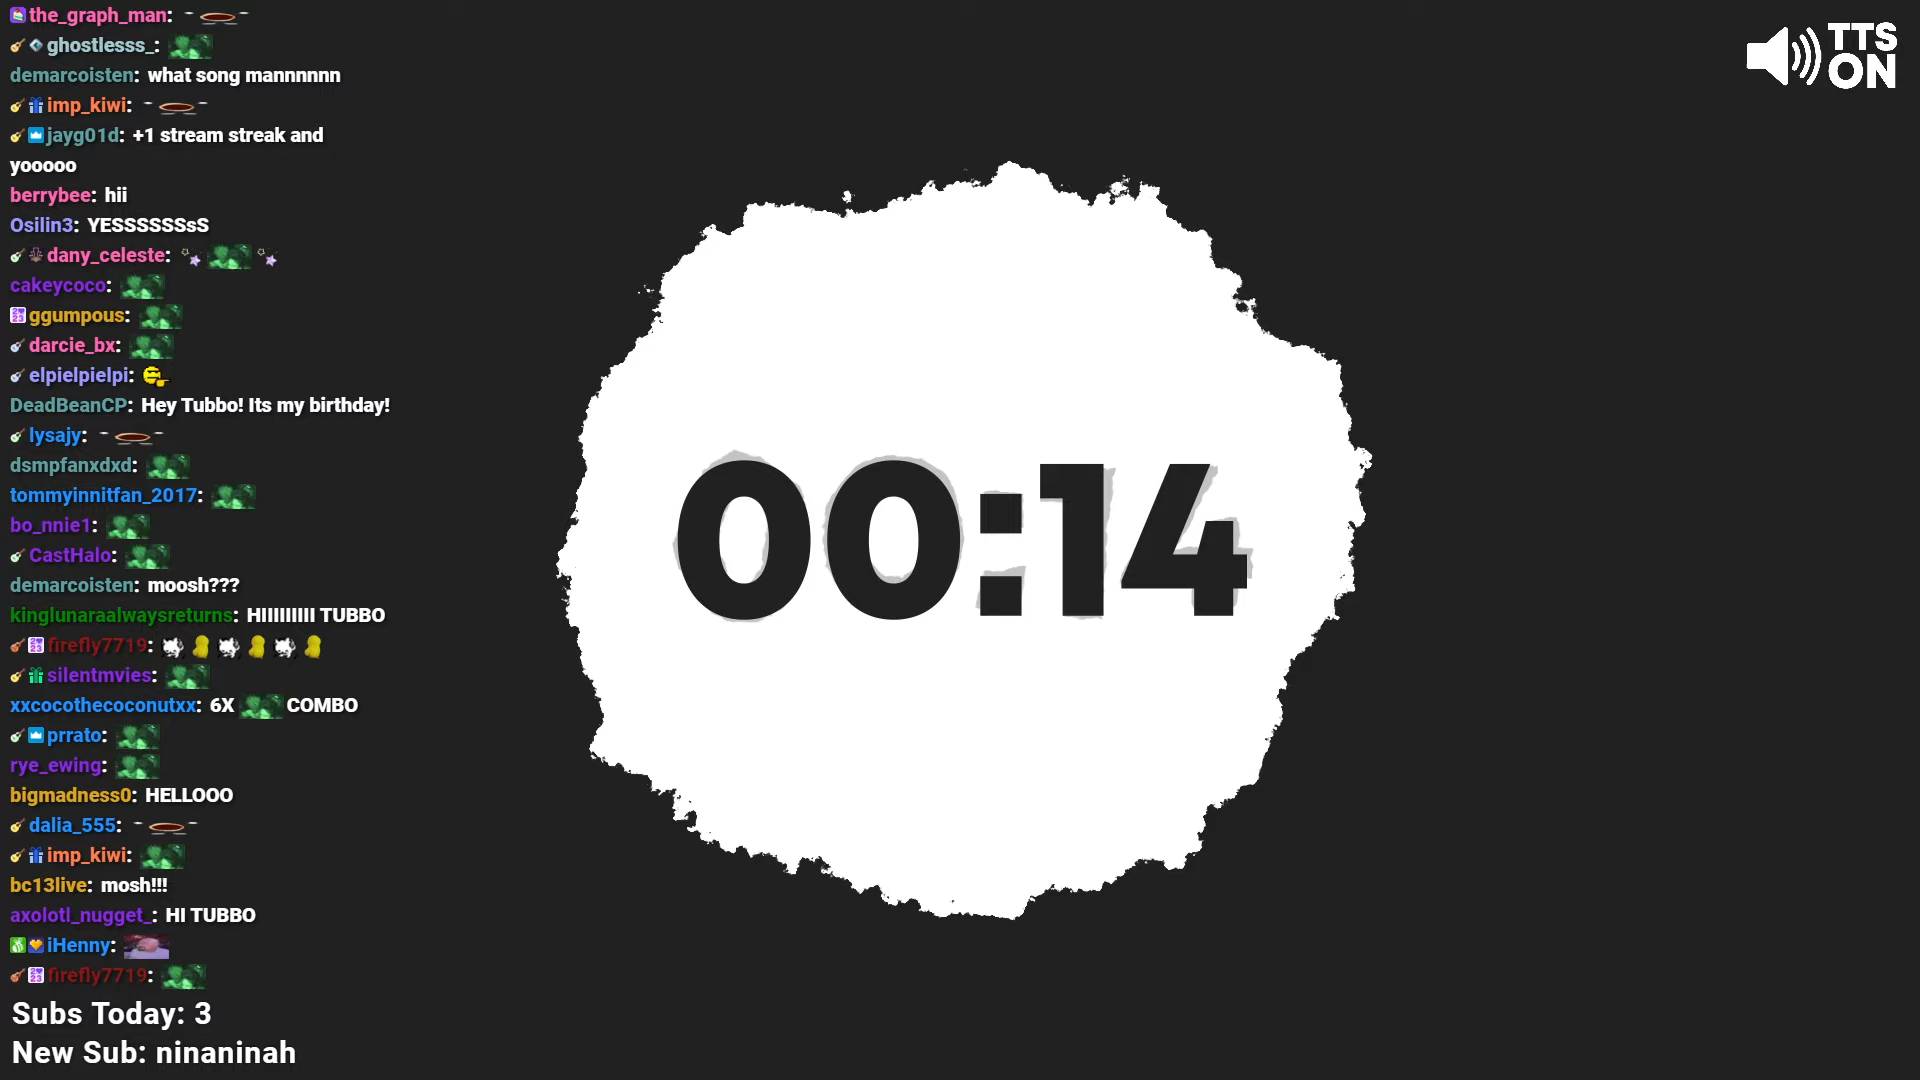 the_graph_man:
ghostlesss_:
demarcoisten: what song mannnnnn
imp_kiwi:
jayg01d: +1 stream streak and
yooooo
berrybee: hii
Osilin3: YESSSSSSsS
dany_celeste:
cakeycoco:
ggumpous:
darcie_bx:
elpielpielpi:
DeadBeanCP: Hey Tubbo! Its my birthday!
lysajy:
dsmpfanxdxd:
tommyinnitfan_2017:
bo_nnie1:
CastHalo:
demarcoisten: moosh???
kinglunaraalwaysreturns: HIIIIIIIII TUBBO
firefly7719:
silentmvies:
xxcocothecoconutxx: 6X COMBO
prrato:
rye_ewing:
bigmadness0: HELLOOO
dalia_555:
imp_kiwi:
bc13live: mosh!!!
axolotl_nugget_: HI TUBBO
iHenny:
firefly7719:
Subs Today: 3
New Sub: ninaninah
00:14
TTS
ON